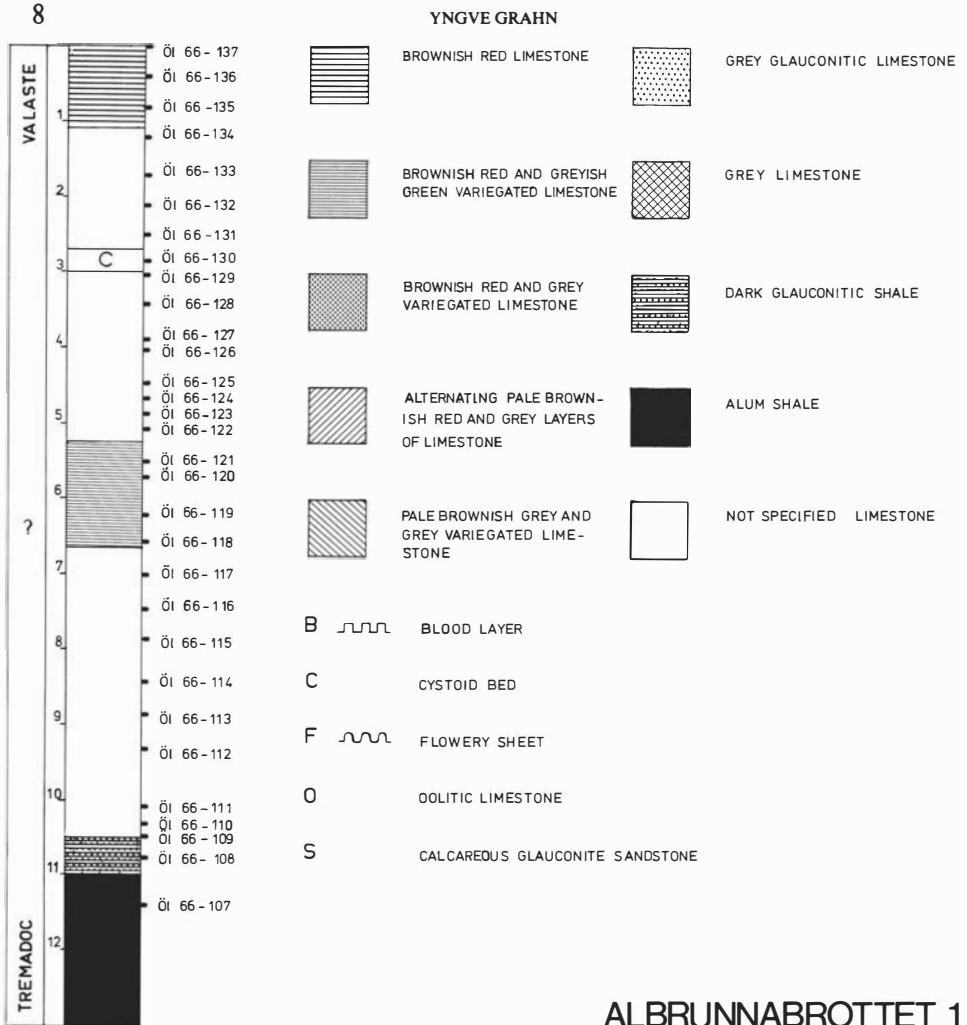 8
YNGVE GRAHN
VALASTE
?
TREMADOC
1
2
3
4
5
6
7
8
9
10
11
12
C
Öl 66-137
Öl 66-136
Öl 66-135
Öl 66-134
Öl 66-133
Öl 66-132
Öl 66-131
Öl 66-130
Öl 66-129
Öl 66-128
Öl 66-127
Öl 66-126
Öl 66-125
Öl 66-124
Öl 66-123
Öl 66-122
Öl 66-121
Öl 66-120
Öl 66-119
Öl 66-118
Öl 66-117
Öl 66-116
Öl 66-115
Öl 66-114
Öl 66-113
Öl 66-112
Öl 66-111
Öl 66-110
Öl 66-109
Öl 66-108
Öl 66-107
BROWNISH RED LIMESTONE
BROWNISH RED AND GREYISH
GREEN VARIEGATED LIMESTONE
BROWNISH RED AND GREY
VARIEGATED LIMESTONE
ALTERNATING PALE BROWN-
ISH RED AND GREY LAYERS
OF LIMESTONE
PALE BROWNISH GREY AND
GREY VARIEGATED LIME-
STONE
GREY GLAUCONITIC LIMESTONE
GREY LIMESTONE
DARK GLAUCONITIC SHALE
ALUM SHALE
NOT SPECIFIED LIMESTONE
B BLOOD LAYER
C CYSTOID BED
F FLOWERY SHEET
O OOLITIC LIMESTONE
S CALCAREOUS GLAUCONITE SANDSTONE
ALBRUNNABROTTET 1